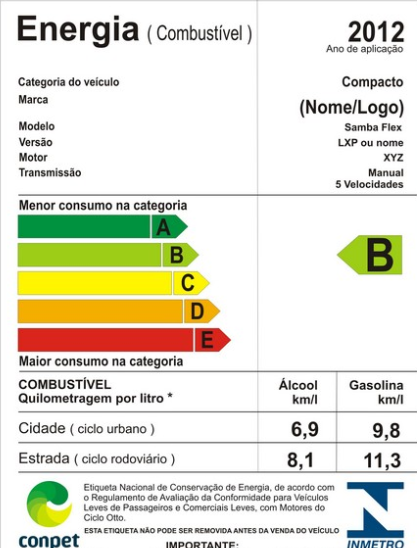 Energia ( Combustível ) 2012
Ano de aplicação
Categoria do veículo Compacto
Marca (Nome/Logo)
Modelo Samba Flex
Versão LXP ou nome
Motor XYZ
Transmissão Manual
5 Velocidades
Menor consumo na categoria
A
B B
C
D
E
Maior consumo na categoria
COMBUSTÍVEL Álcool Gasolina
Quilometragem por litro * km/l km/l
Cidade ( ciclo urbano ) 6,9 9,8
Estrada ( ciclo rodoviário ) 8,1 11,3
Etiqueta Nacional de Conservação de Energia, de acordo com
o Regulamento de Avaliação da Conformidade para Veículos
Leves de Passageiros e Comerciais Leves, com Motores do
Ciclo Otto.
ESTA ETIQUETA NÃO PODE SER REMOVIDA ANTES DA VENDA DO VEÍCULO
conpet IMPORTANTE: INMETRO